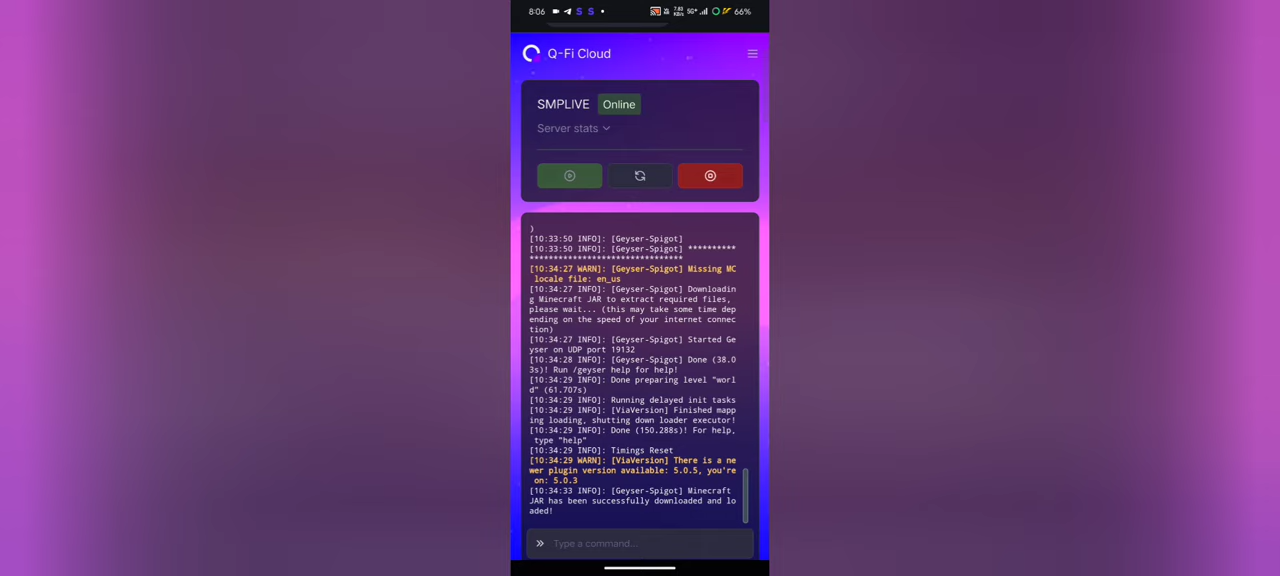 8:06
7.83 KB/s 5G+ 66%
Q-Fi Cloud
SMPLIVE Online
Server stats
)
[10:33:50 INFO]: [Geyser-Spigot]
[10:33:50 INFO]: [Geyser-Spigot] **********
********************************
[10:34:27 WARN]: [Geyser-Spigot] Missing MC
locale file: en_us
[10:34:27 INFO]: [Geyser-Spigot] Downloadin
g Minecraft JAR to extract required files,
please wait... (this may take some time dep
ending on the speed of your internet connec
tion)
[10:34:27 INFO]: [Geyser-Spigot] Started Ge
yser on UDP port 19132
[10:34:28 INFO]: [Geyser-Spigot] Done (38.0
3s)! Run /geyser help for help!
[10:34:29 INFO]: Done preparing level "worl
d" (61.707s)
[10:34:29 INFO]: Running delayed init tasks
[10:34:29 INFO]: [ViaVersion] Finished mapp
ing loading, shutting down loader executor!
[10:34:29 INFO]: Done (150.288s)! For help,
type "help"
[10:34:29 INFO]: Timings Reset
[10:34:29 WARN]: [ViaVersion] There is a ne
wer plugin version available: 5.0.5, you're
on: 5.0.3
[10:34:33 INFO]: [Geyser-Spigot] Minecraft
JAR has been successfully downloaded and lo
aded!
Type a command...